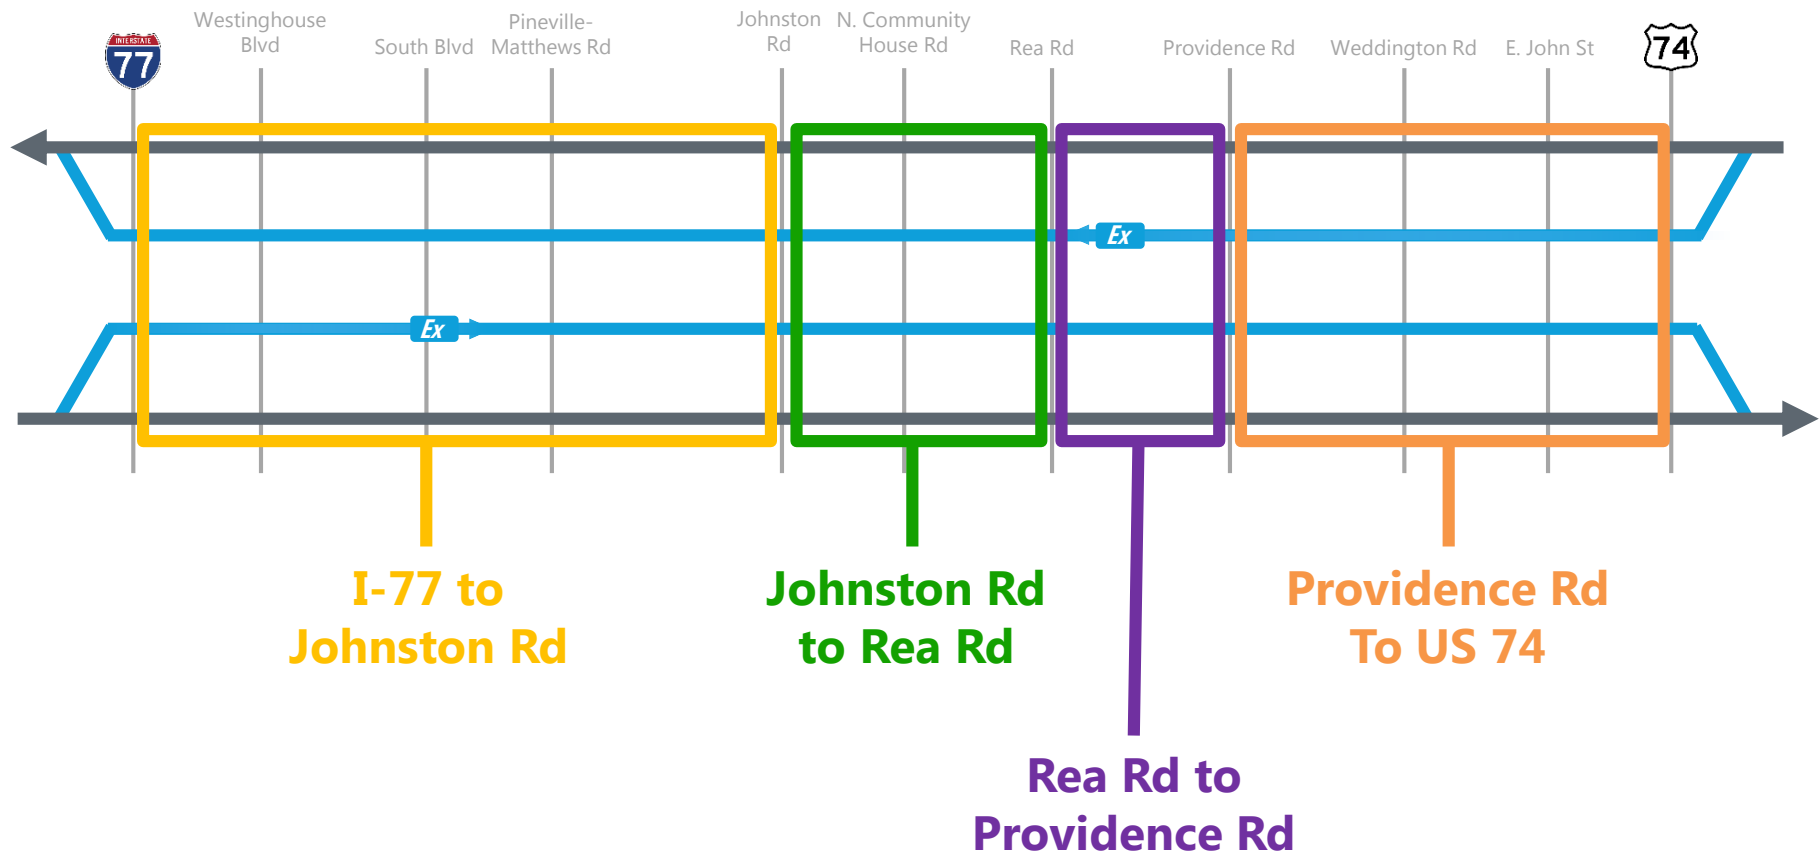 INTERSTATE
77
Westinghouse
Blvd
South Blvd
Pineville-
Matthews Rd
Johnston
Rd
N. Community
House Rd
Rea Rd
Providence Rd
Weddington Rd
E. John St
74
Ex
Ex
I-77 to
Johnston Rd
Johnston Rd
to Rea Rd
Providence Rd
To US 74
Rea Rd to
Providence Rd